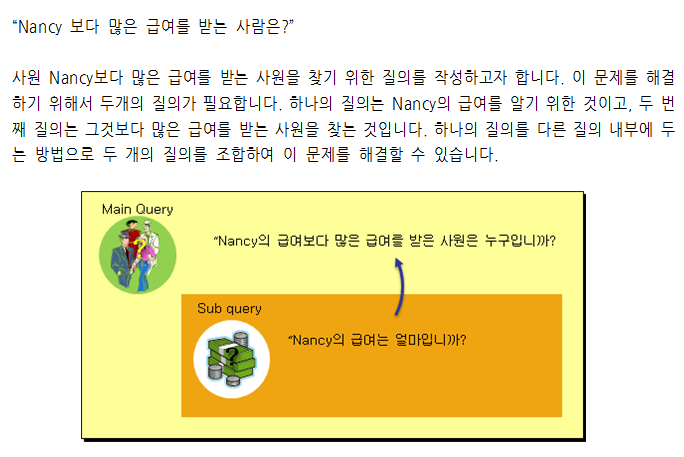 “Nancy 보다 많은 급여를 받는 사람은?”
사원 Nancy보다 많은 급여를 받는 사원을 찾기 위한 질의를 작성하고자 합니다. 이 문제를 해결
하기 위해서 두개의 질의가 필요합니다. 하나의 질의는 Nancy의 급여를 알기 위한 것이고, 두 번
째 질의는 그것보다 많은 급여를 받는 사원을 찾는 것입니다. 하나의 질의를 다른 질의 내부에 두
는 방법으로 두 개의 질의를 조합하여 이 문제를 해결할 수 있습니다.
Main Query
“Nancy의 급여보다 많은 급여를 받은 사원은 누구입니까?
Sub query
“Nancy의 급여는 얼마입니까?